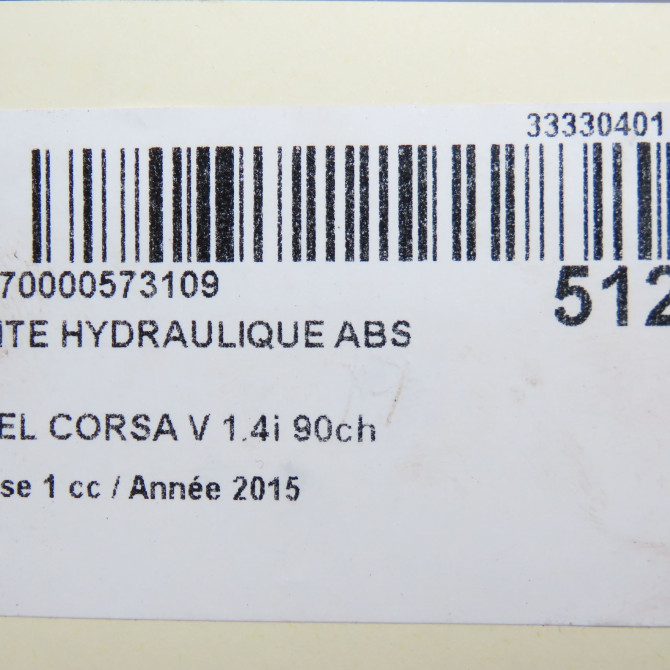 33330401
70000573109
512
ITE HYDRAULIQUE ABS
EL CORSA V 1.4i 90ch
se 1 cc / Année 2015